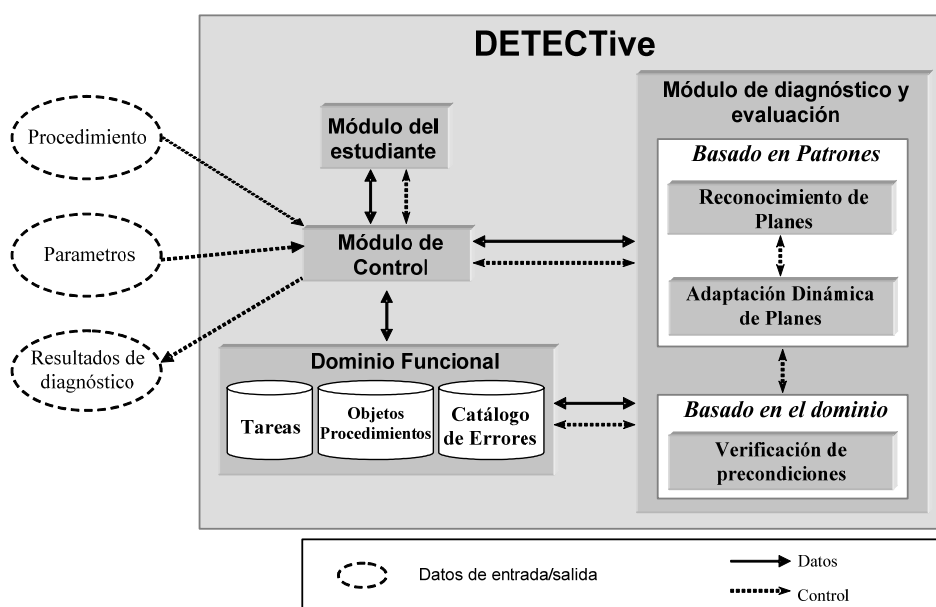 DETECTive
Procedimiento
Parametros
Resultados de
diagnóstico
Módulo del
estudiante
Módulo de
Control
Dominio Funcional
Tareas
Objetos
Procedimientos
Catálogo
de Errores
Módulo de diagnóstico y
evaluación
Basado en Patrones
Reconocimiento de
Planes
Adaptación Dinámica
de Planes
Basado en el dominio
Verificación de
precondiciones
Datos de entrada/salida
Datos
Control